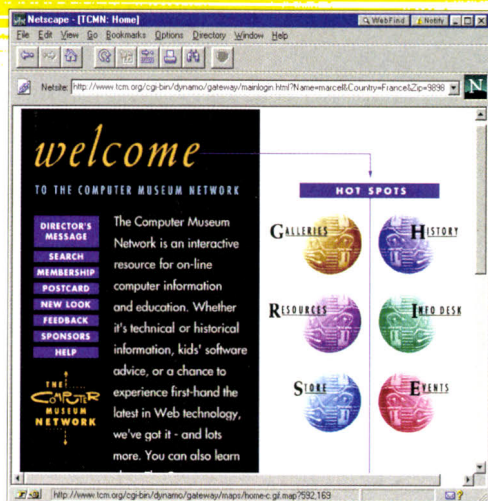 Netscape - [TCMN: Home]
WebFind Notify
File Edit View Go Bookmarks Options Directory Window Help
Netsite: http://www.tcm.org/cgi-bin/dynamo/gateway/mainlogin.html?Name=marcel&Country=France&Zip=9898
N
welcome
TO THE COMPUTER MUSEUM NETWORK
DIRECTOR'S
MESSAGE
SEARCH
MEMBERSHIP
POSTCARD
NEW LOOK
FEEDBACK
SPONSORS
HELP
THE
COMPUTER
MUSEUM
NETWORK
The Computer Museum
Network is an interactive
resource for on-line
computer information
and education. Whether
it's technical or historical
information, kids' software
advice, or a chance to
experience first-hand the
latest in Web technology,
we've got it - and lots
more. You can also learn
HOT SPOTS
GALLERIES
HISTORY
RESOURCES
INFO DESK
STORE
EVENTS
http://www.tcm.org/cgi-bin/dynamo/gateway/maps/home-c.gif.map?592,169